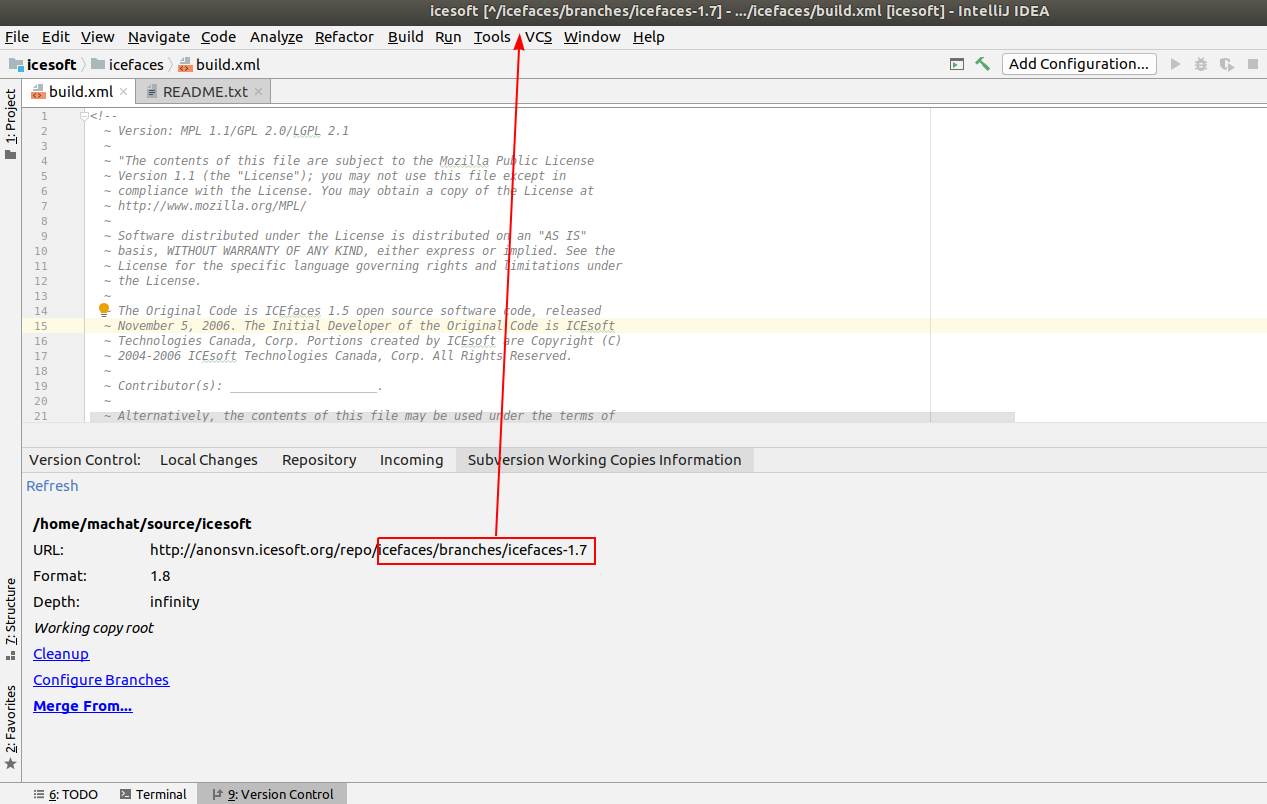 icesoft [^/icefaces/branches/icefaces-1.7] - .../icefaces/build.xml [icesoft] - IntelliJ IDEA
File Edit View Navigate Code Analyze Refactor Build Run Tools VCS Window Help
icesoft icefaces build.xml Add Configuration...
1: Project
build.xml README.txt
1 <!--
2 ~ Version: MPL 1.1/GPL 2.0/LGPL 2.1
3 ~
4 ~ "The contents of this file are subject to the Mozilla Public License
5 ~ Version 1.1 (the "License"); you may not use this file except in
6 ~ compliance with the License. You may obtain a copy of the License at
7 ~ http://www.mozilla.org/MPL/
8 ~
9 ~ Software distributed under the License is distributed on an "AS IS"
10 ~ basis, WITHOUT WARRANTY OF ANY KIND, either express or implied. See the
11 ~ License for the specific language governing rights and limitations under
12 ~ the License.
13 ~
14 ~ The Original Code is ICEfaces 1.5 open source software code, released
15 ~ November 5, 2006. The Initial Developer of the Original Code is ICEsoft
16 ~ Technologies Canada, Corp. Portions created by ICEsoft are Copyright (C)
17 ~ 2004-2006 ICEsoft Technologies Canada, Corp. All Rights Reserved.
18 ~
19 ~ Contributor(s): _____________________.
20 ~
21 ~ Alternatively, the contents of this file may be used under the terms of
Version Control: Local Changes Repository Incoming Subversion Working Copies Information
Refresh
/home/machat/source/icesoft
URL: http://anonsvn.icesoft.org/repo/icefaces/branches/icefaces-1.7
Format: 1.8
Depth: infinity
Working copy root
Cleanup
Configure Branches
Merge From...
7: Structure
2: Favorites
6: TODO Terminal 9: Version Control